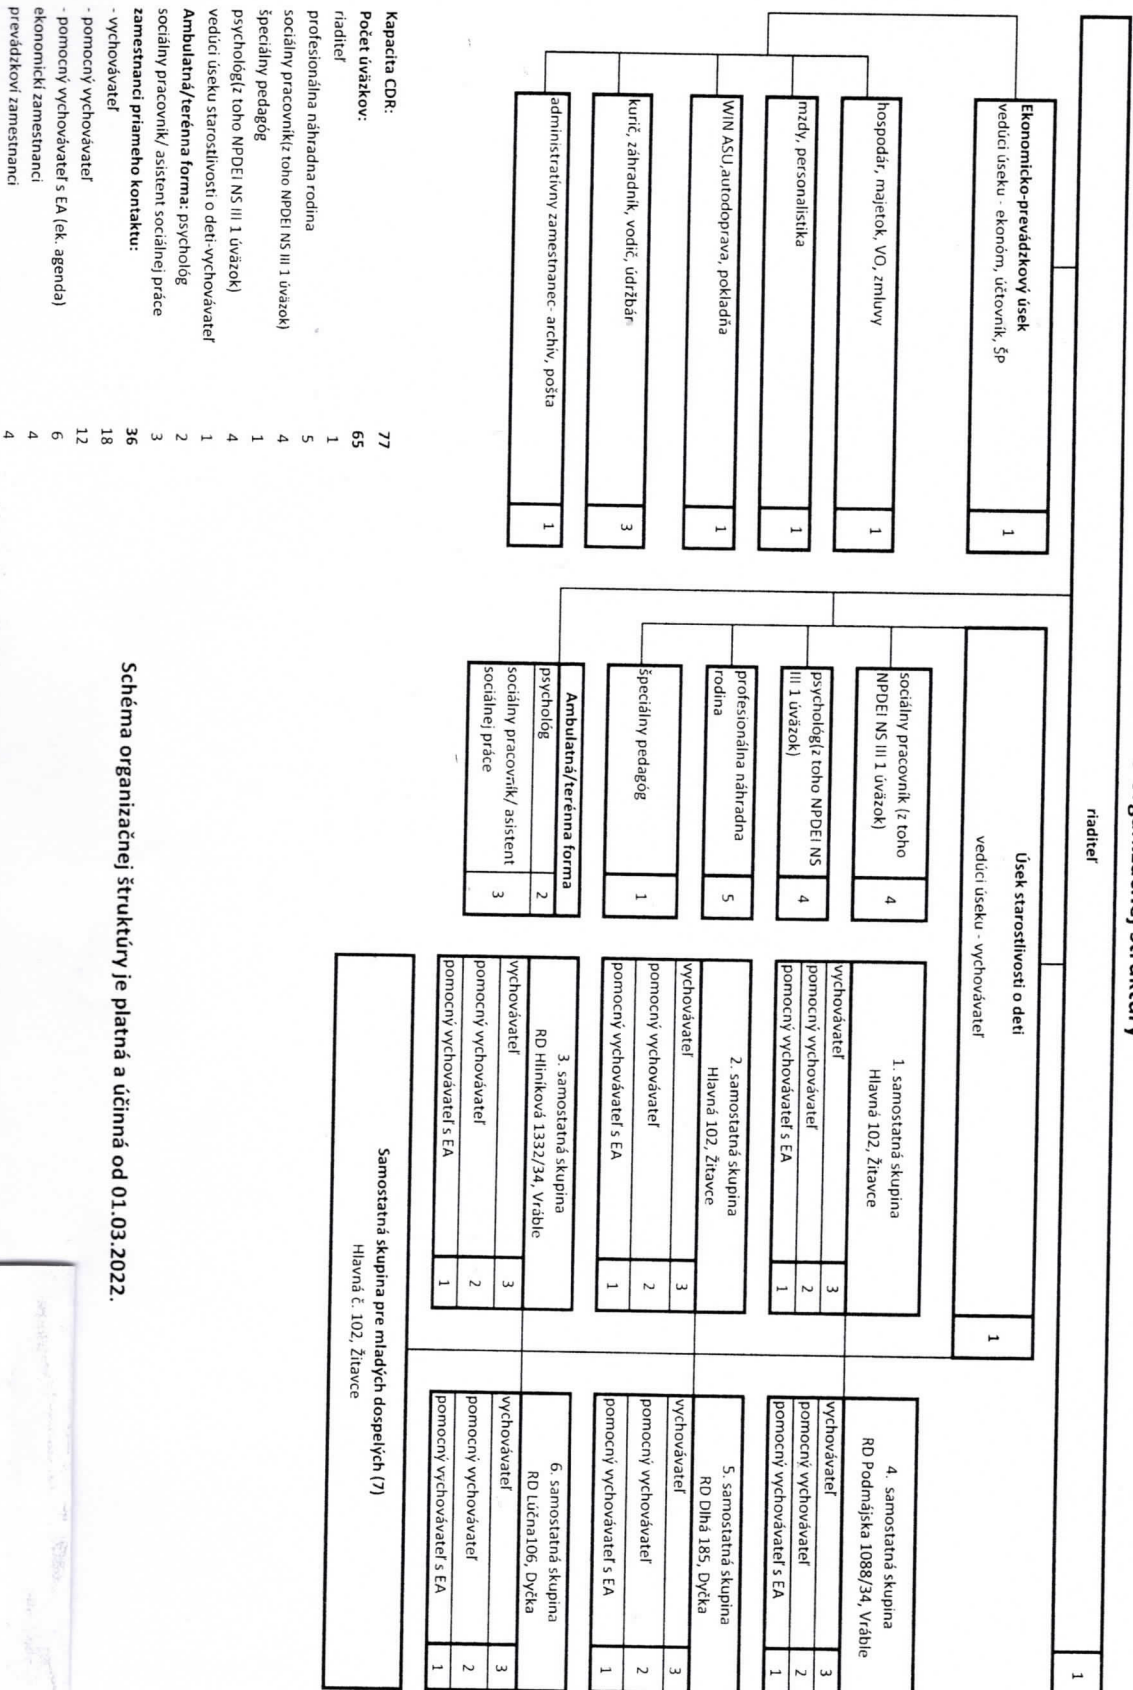 organizačnej štruktúry
riaditeľ 1
Ekonomicko-prevádzkový úsek
vedúci úseku - ekonóm, účtovník, ŠP 1
hospodár, majetok, VO, zmluvy 1
mzdy, personalistika 1
WIN ASU,autodoprava, pokladňa 1
kurič, záhradník, vodič, údržbár 3
administratívny zamestnanec- archív, pošta 1
Úsek starostlivosti o deti
vedúci úseku - vychovávateľ 1
sociálny pracovník (z toho
NPDEI NS III 1 úväzok) 4
psychológ(z toho NPDEI NS
III 1 úväzok) 4
profesionálna náhradna
rodina 5
špeciálny pedagóg 1
Ambulatná/terénna forma
psychológ 2
sociálny pracovník/ asistent
sociálnej práce 3
1. samostatná skupina
Hlavná 102, Žitavce
vychovávateľ 3
pomocný vychovávateľ 2
pomocný vychovávateľ s EA 1
2. samostatná skupina
Hlavná 102, Žitavce
vychovávateľ 3
pomocný vychovávateľ 2
pomocný vychovávateľ s EA 1
3. samostatná skupina
RD Hliníková 1332/34, Vráble
vychovávateľ 3
pomocný vychovávateľ 2
pomocný vychovávateľ s EA 1
4. samostatná skupina
RD Podmájska 1088/34, Vráble
vychovávateľ 3
pomocný vychovávateľ 2
pomocný vychovávateľ s EA 1
5. samostatná skupina
RD Dlhá 185, Dyčka
vychovávateľ 3
pomocný vychovávateľ 2
pomocný vychovávateľ s EA 1
6. samostatná skupina
RD Lúčna106, Dyčka
vychovávateľ 3
pomocný vychovávateľ 2
pomocný vychovávateľ s EA 1
Samostatná skupina pre mladých dospelých (7)
Hlavná č. 102, Žitavce
Kapacita CDR: 77
Počet úväzkov: 65
riaditeľ 1
profesionálna náhradna rodina 5
sociálny pracovník(z toho NPDEI NS III 1 úväzok) 4
špeciálny pedagóg 1
psychológ(z toho NPDEI NS III 1 úväzok) 4
vedúci úseku starostlivosti o deti-vychovávateľ 1
Ambulatná/terénna forma: psychológ 2
sociálny pracovník/ asistent sociálnej práce 3
zamestnanci priameho kontaktu: 36
- vychovávateľ 18
- pomocný vychovávateľ 12
- pomocný vychovávateľ s EA (ek. agenda) 6
ekonomickí zamestnanci 4
prevádzkoví zamestnanci 4
Schéma organizačnej štruktúry je platná a účinná od 01.03.2022.